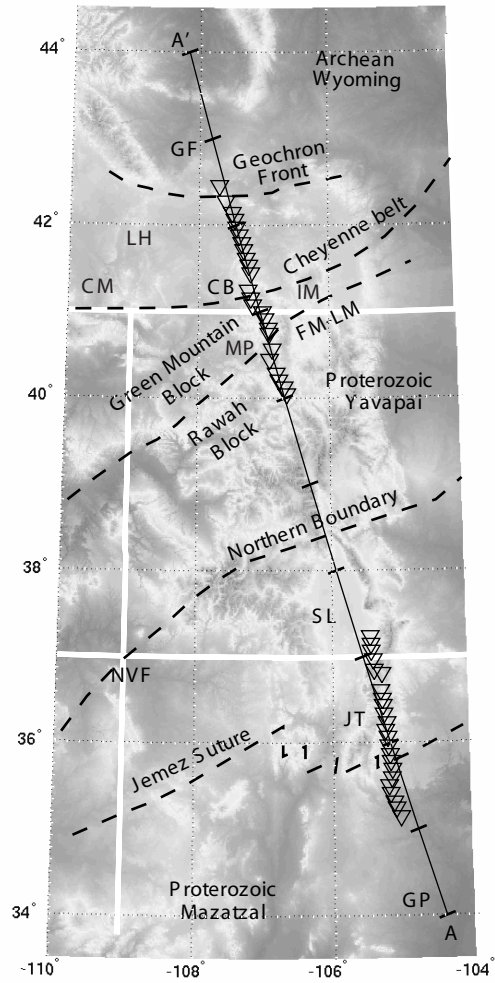 44°
A'
Archean
Wyoming
GF
Geochron
Front
42°
LH
Cheyenne belt
CM
CB
IM
FM-LM
Green Mountain
Block
MP
40°
Proterozoic
Yavapai
Rawah
Block
Northern Boundary
38°
SL
NVF
JT
36°
Jemez Suture
Proterozoic
Mazatzal
GP
34°
A
-110°
-108°
-106°
-104°